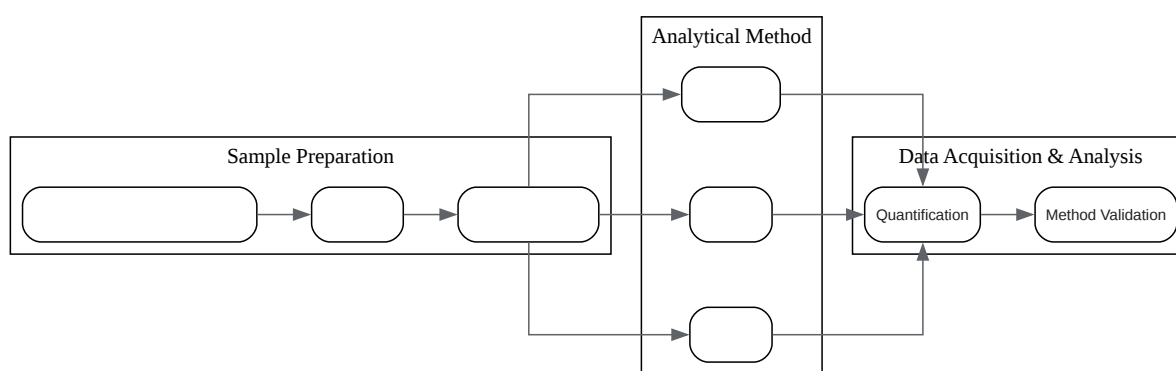 Analytical Method
Sample Preparation
Data Acquisition & Analysis
Quantification
Method Validation